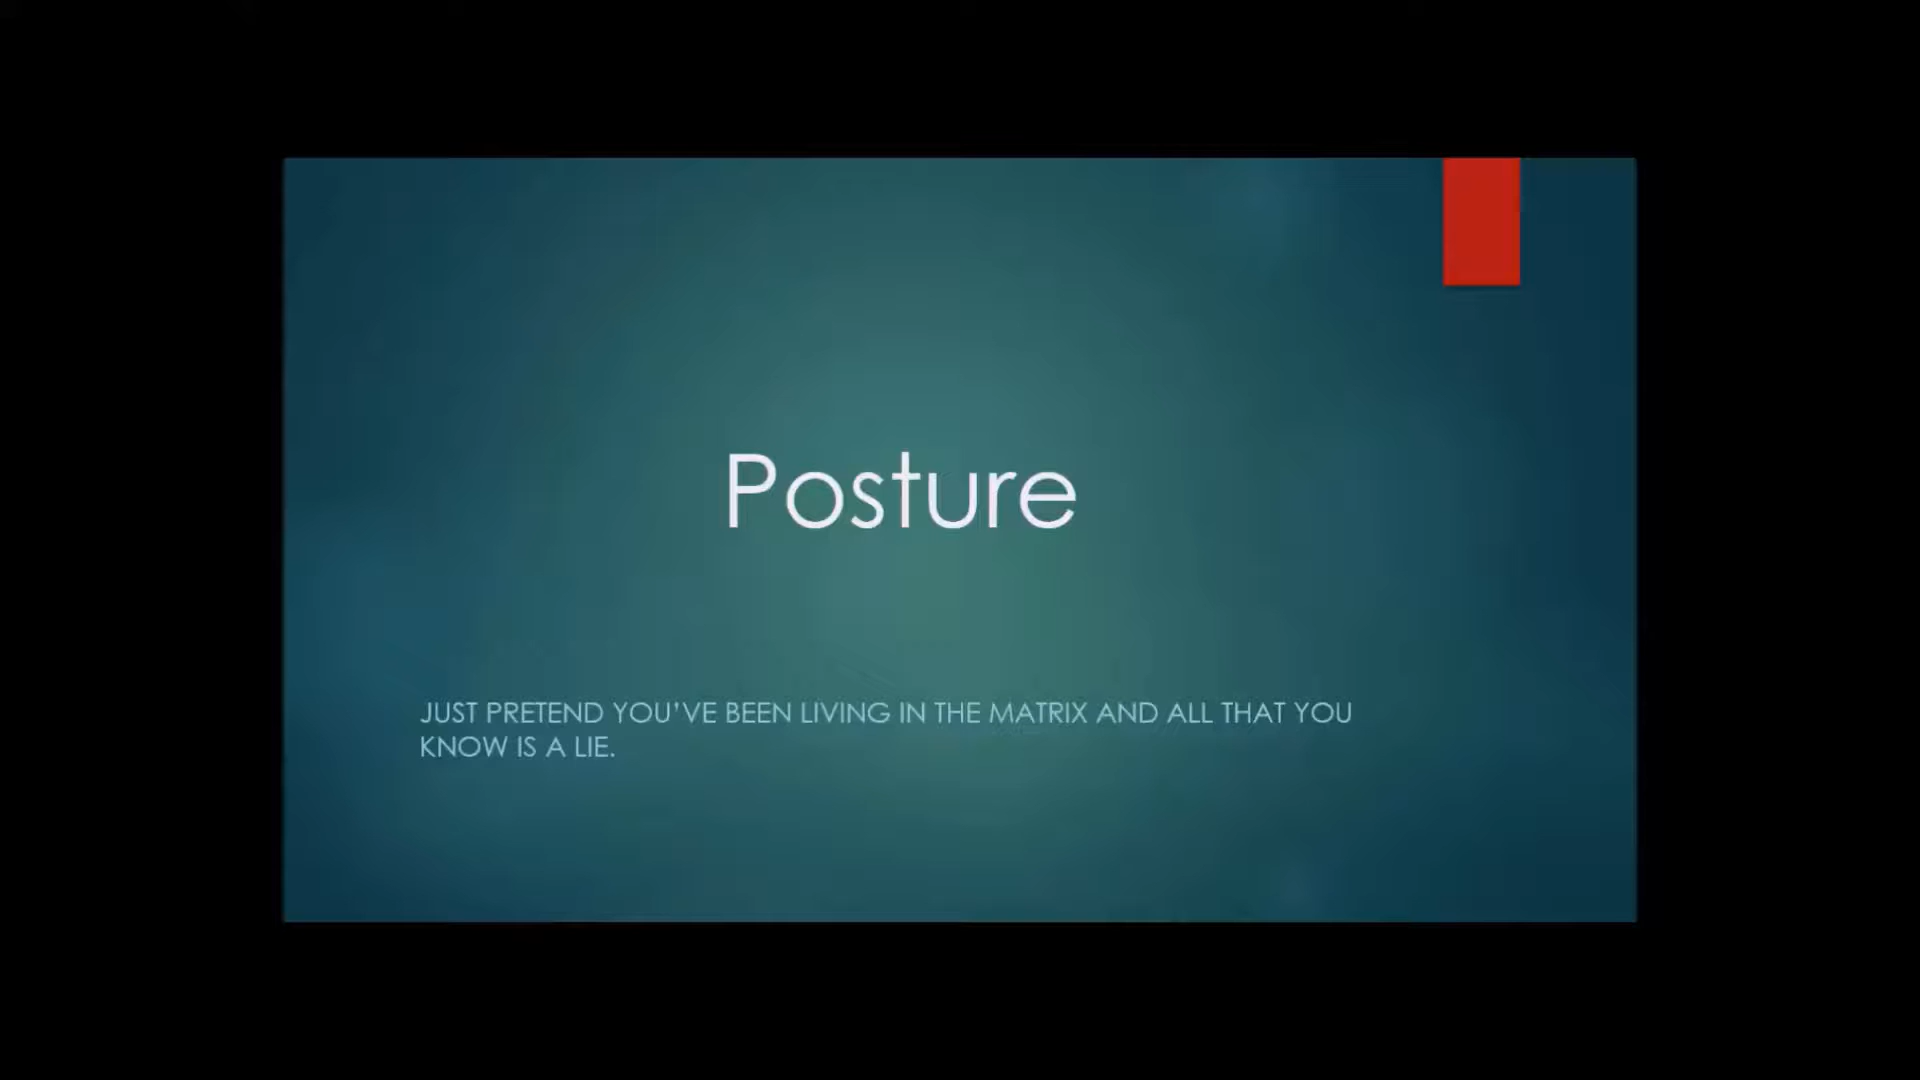 Posture
JUST PRETEND YOU’VE BEEN LIVING IN THE MATRIX AND ALL THAT YOU
KNOW IS A LIE.